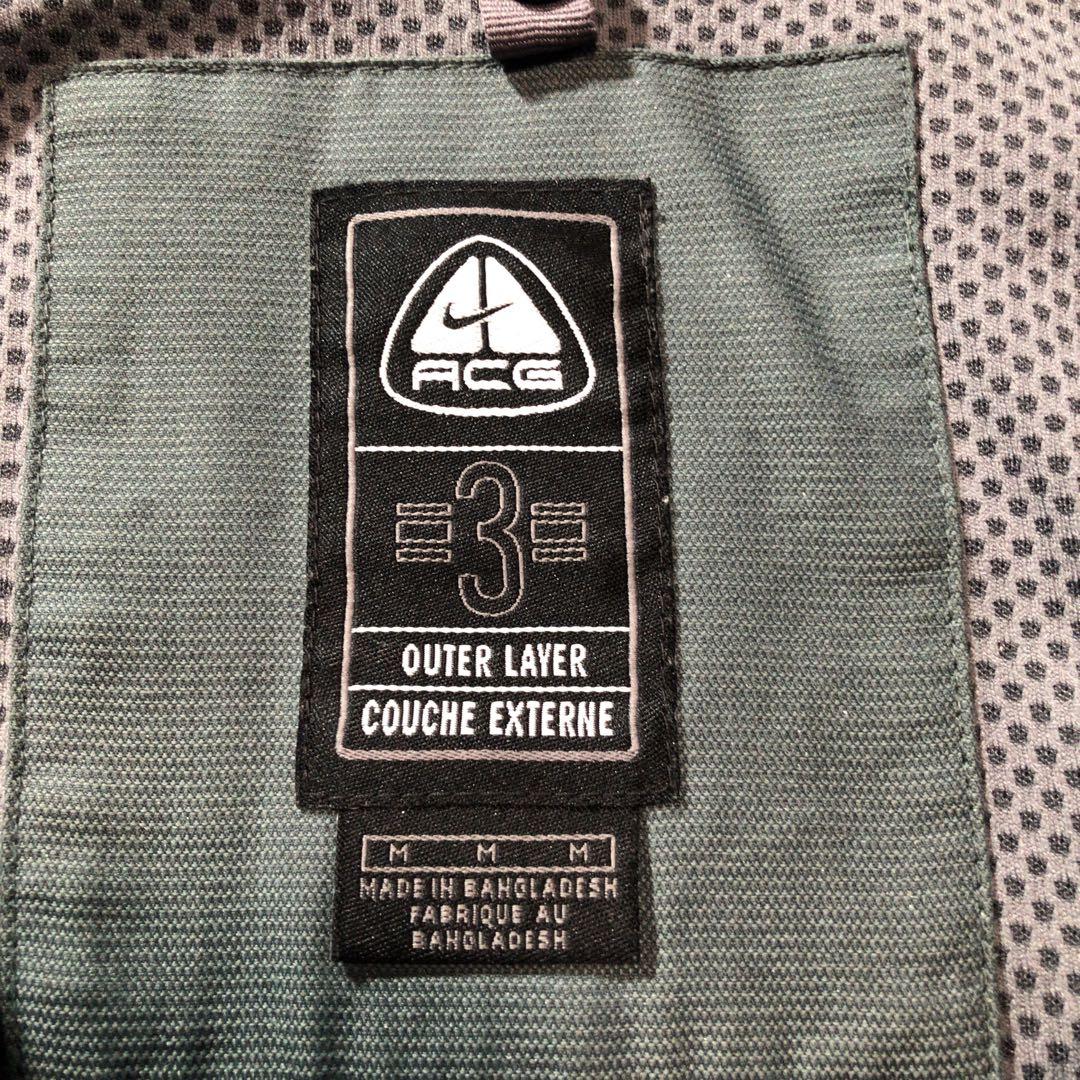 ACG
3
OUTER LAYER
COUCHE EXTERNE
M M M
MADE IN BANGLADESH
FABRIQUE AU
BANGLADESH